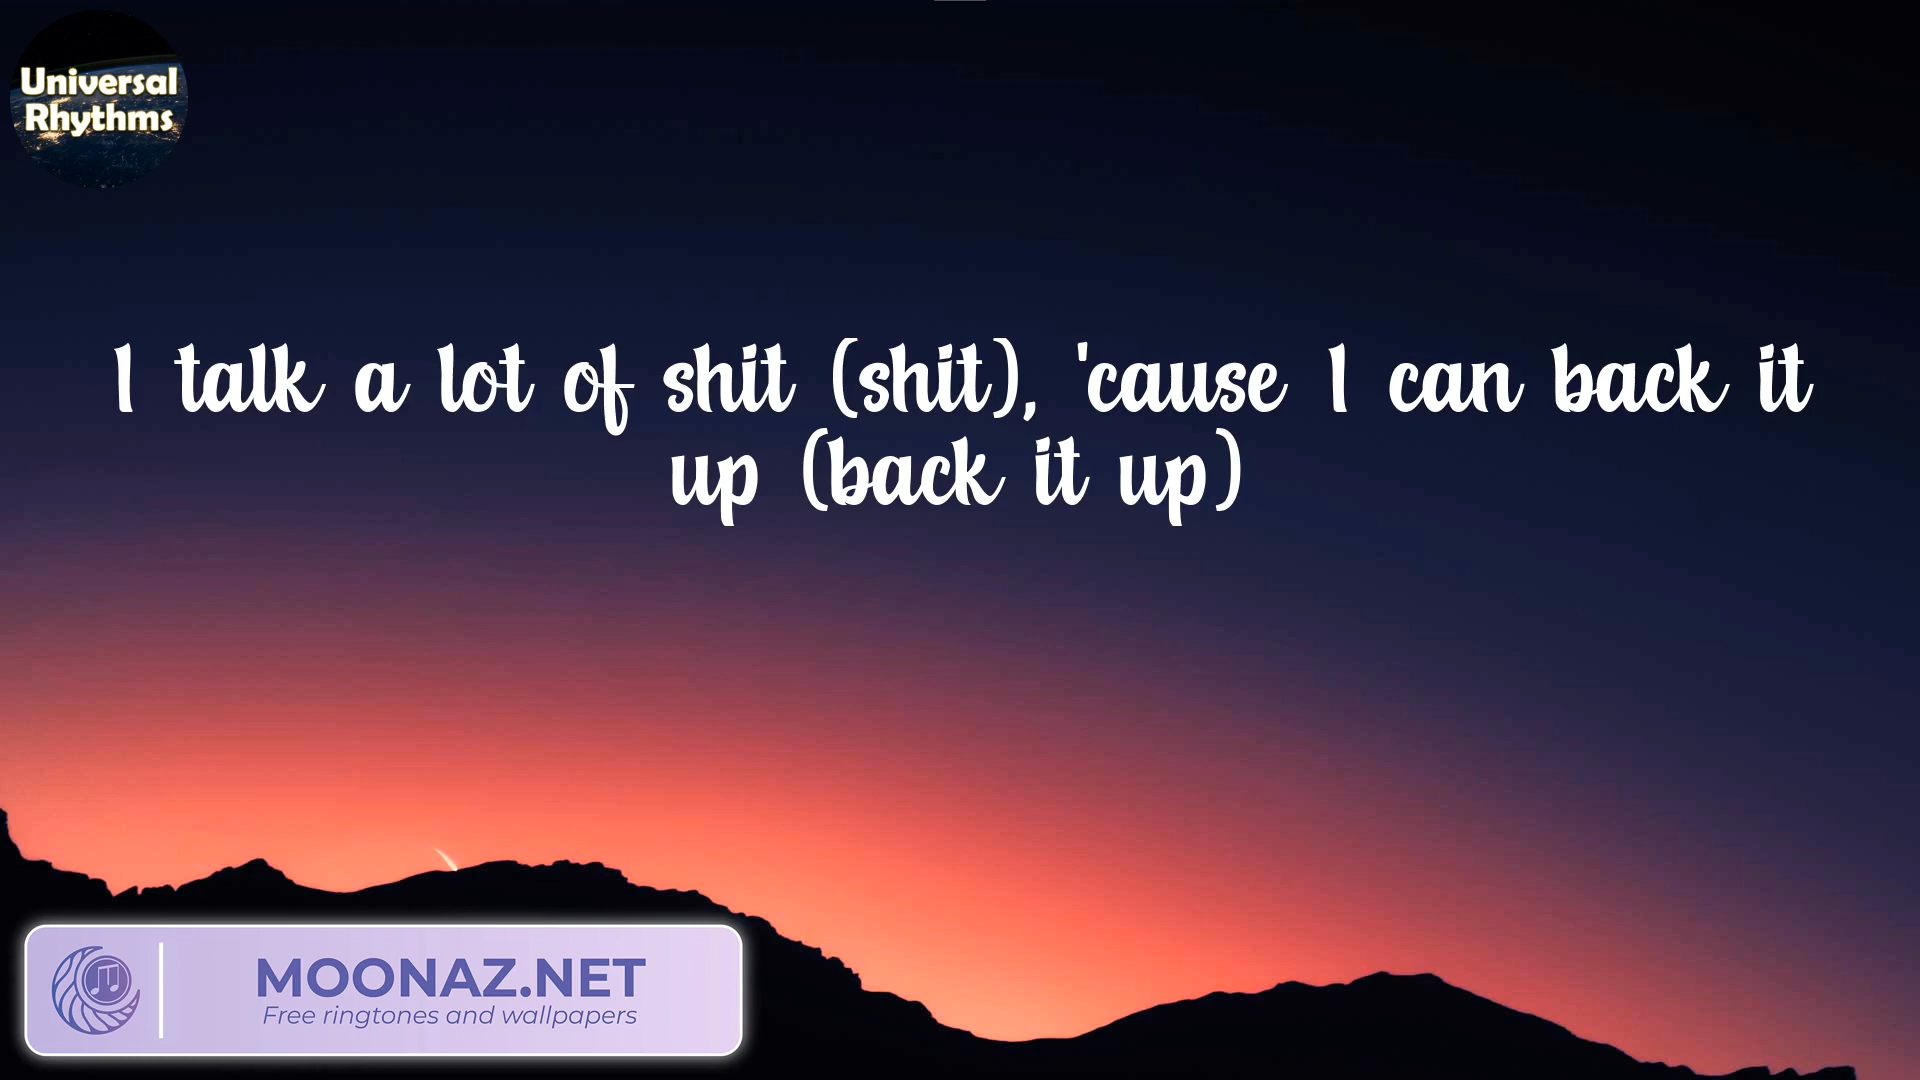 Universal
Rhythms
I talk a lot of shit (shit), 'cause I can back it
up (back it up)
MOONAZ.NET
Free ringtones and wallpapers